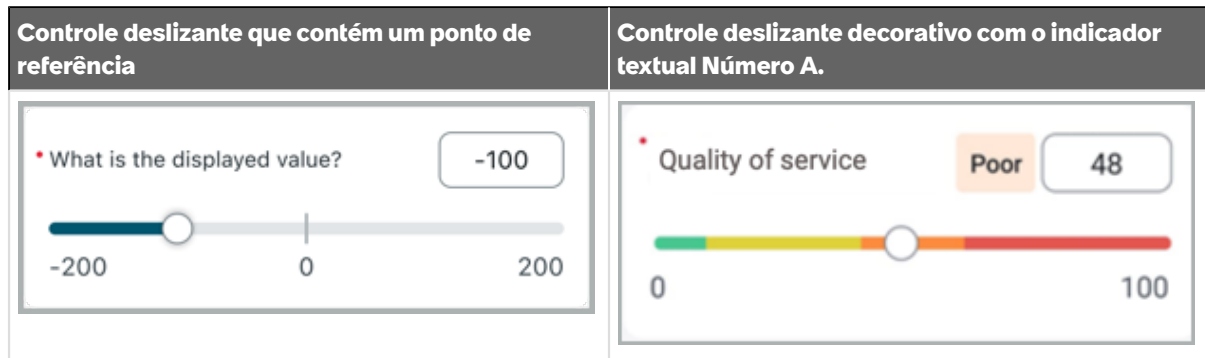 Controle deslizante que contém um ponto de
referência
Controle deslizante decorativo com o indicador
textual Número A.
* What is the displayed value?
-100
-200
0
200
* Quality of service
Poor
48
0
100